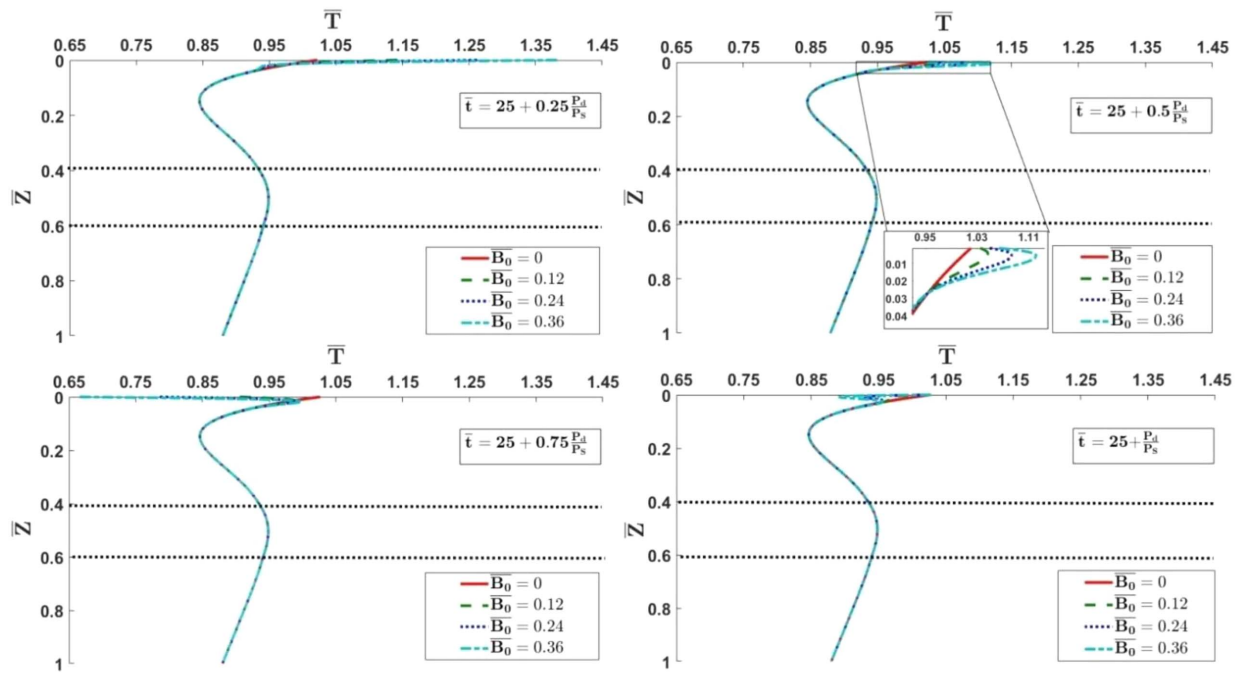 T̅
0.65 0.75 0.85 0.95 1.05 1.15 1.25 1.35 1.45
0
0.2
0.4
0.6
0.8
1
Z̅
t̅ = 25 + 0.25 P_d/P_S
B̅₀ = 0
B̅₀ = 0.12
B̅₀ = 0.24
B̅₀ = 0.36
T̅
0.65 0.75 0.85 0.95 1.05 1.15 1.25 1.35 1.45
0
0.2
0.4
0.6
0.8
1
Z̅
t̅ = 25 + 0.5 P_d/P_S
0.95 1.03 1.11
0.01
0.02
0.03
0.04
B̅₀ = 0
B̅₀ = 0.12
B̅₀ = 0.24
B̅₀ = 0.36
T̅
0.65 0.75 0.85 0.95 1.05 1.15 1.25 1.35 1.45
0
0.2
0.4
0.6
0.8
1
Z̅
t̅ = 25 + 0.75 P_d/P_S
B̅₀ = 0
B̅₀ = 0.12
B̅₀ = 0.24
B̅₀ = 0.36
T̅
0.65 0.75 0.85 0.95 1.05 1.15 1.25 1.35 1.45
0
0.2
0.4
0.6
0.8
1
Z̅
t̅ = 25+ P_d/P_S
B̅₀ = 0
B̅₀ = 0.12
B̅₀ = 0.24
B̅₀ = 0.36